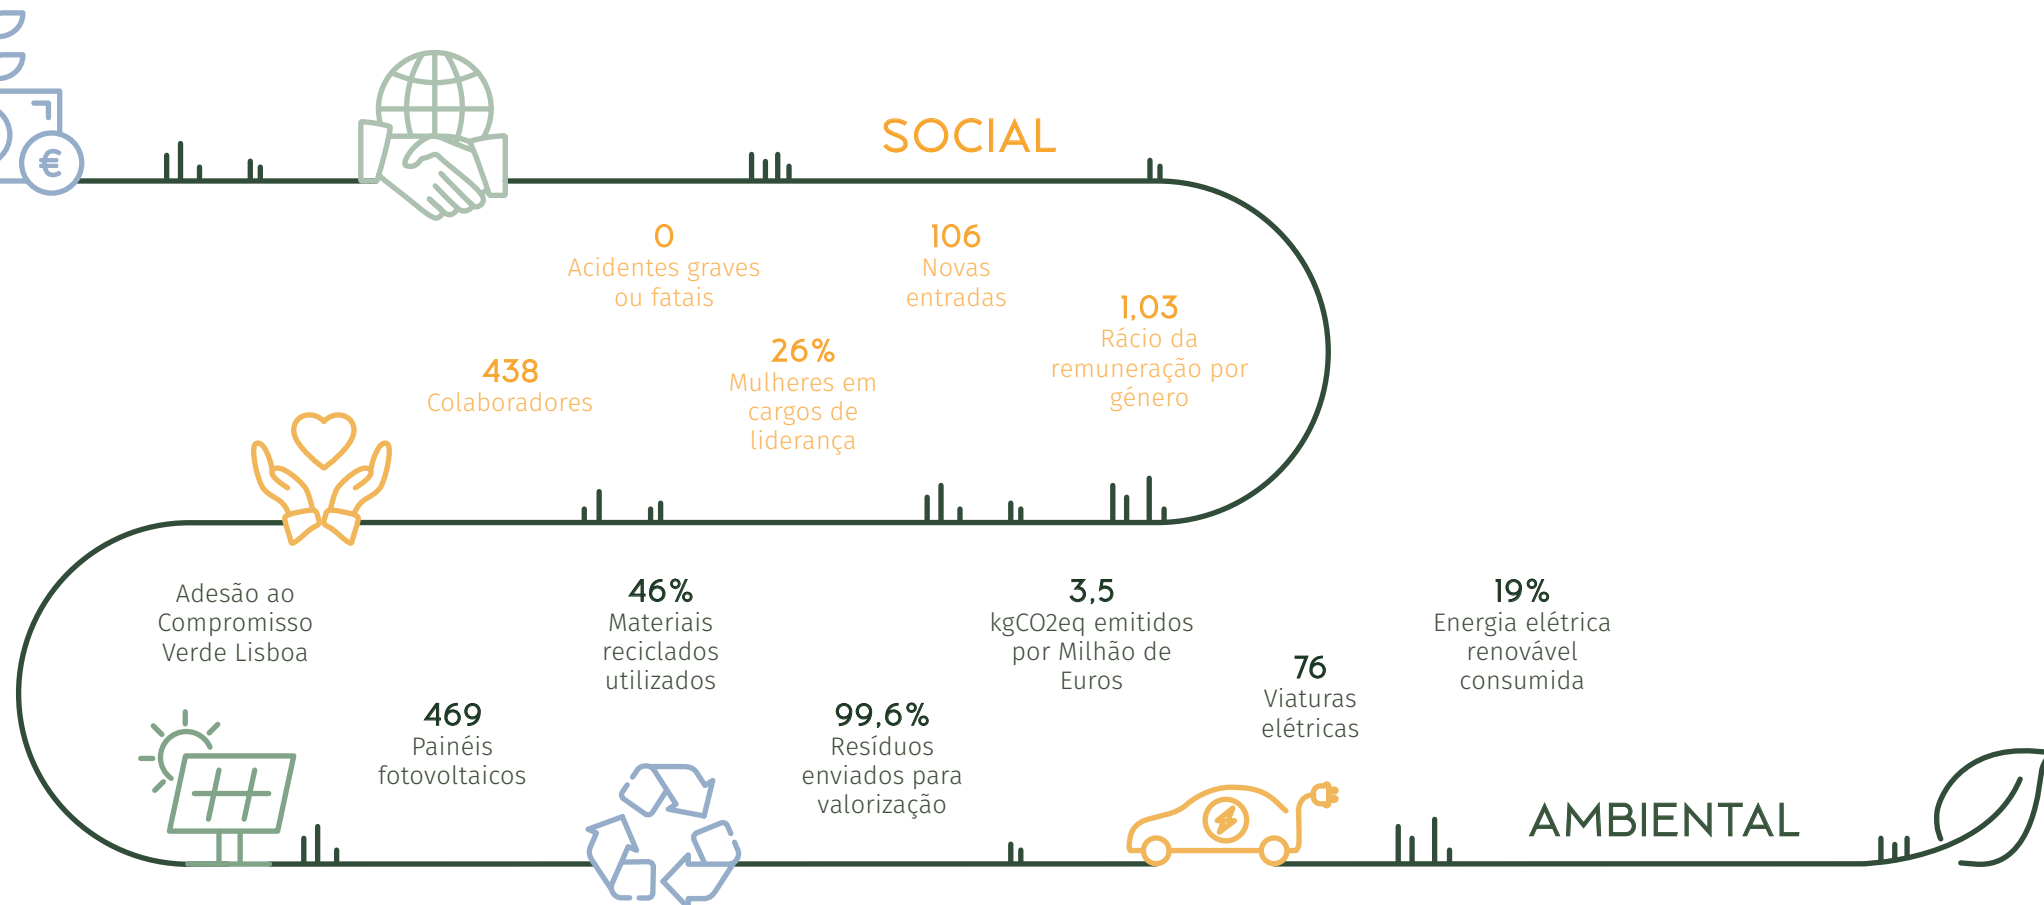 €
SOCIAL
0
Acidentes graves
ou fatais
106
Novas
entradas
1,03
Rácio da
remuneração por
género
26%
Mulheres em
cargos de
liderança
438
Colaboradores
Adesão ao
Compromisso
Verde Lisboa
469
Painéis
fotovoltaicos
46%
Materiais
reciclados
utilizados
99,6%
Resíduos
enviados para
valorização
3,5
kgCO2eq emitidos
por Milhão de
Euros
76
Viaturas
elétricas
19%
Energia elétrica
renovável
consumida
AMBIENTAL